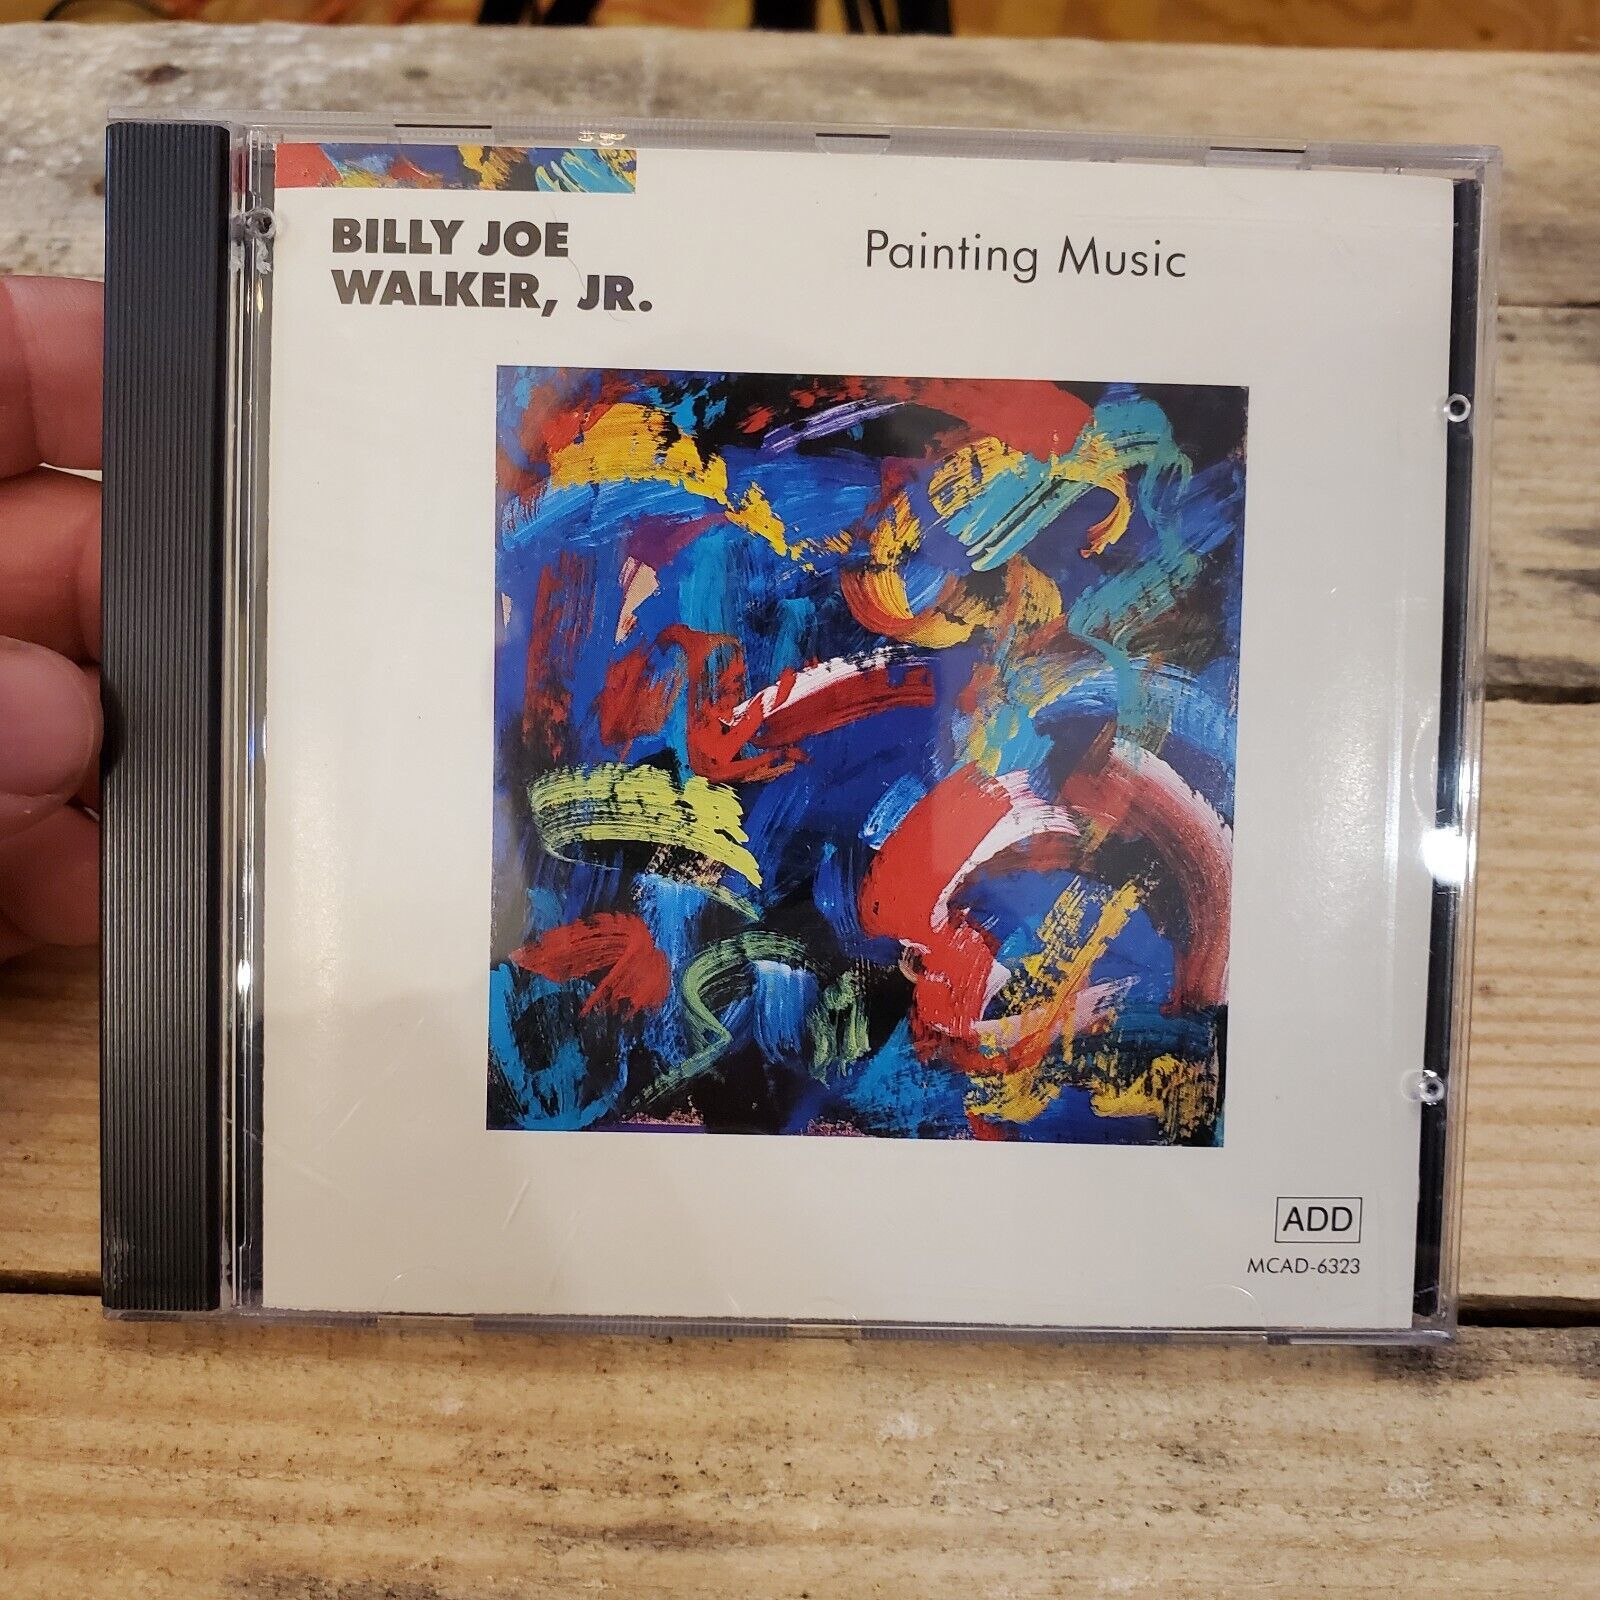 BILLY JOE
WALKER, JR.
Painting Music
ADD
MCAD-6323